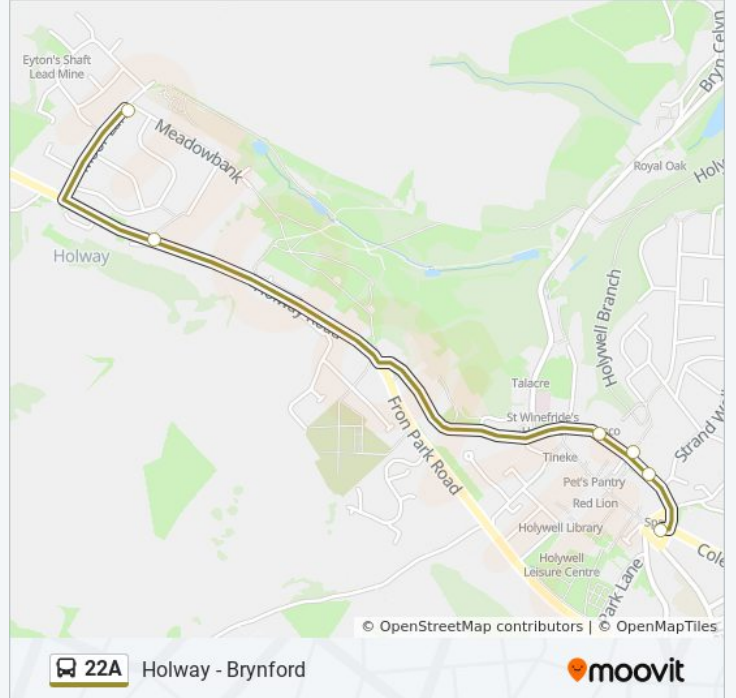 Bryn Celyn
Eyton's Shaft
Lead Mine
Meadowbank
Royal Oak
Holway
Holway Road
Holywell Branch
Talacre
Fron Park Road
St Winefride's
Strand W
Tineke
Pet's Pantry
Red Lion
Holywell Library
Holywell
Leisure Centre
Park Lane
© OpenStreetMap contributors | © OpenMapTiles
22A Holway - Brynford
moovit